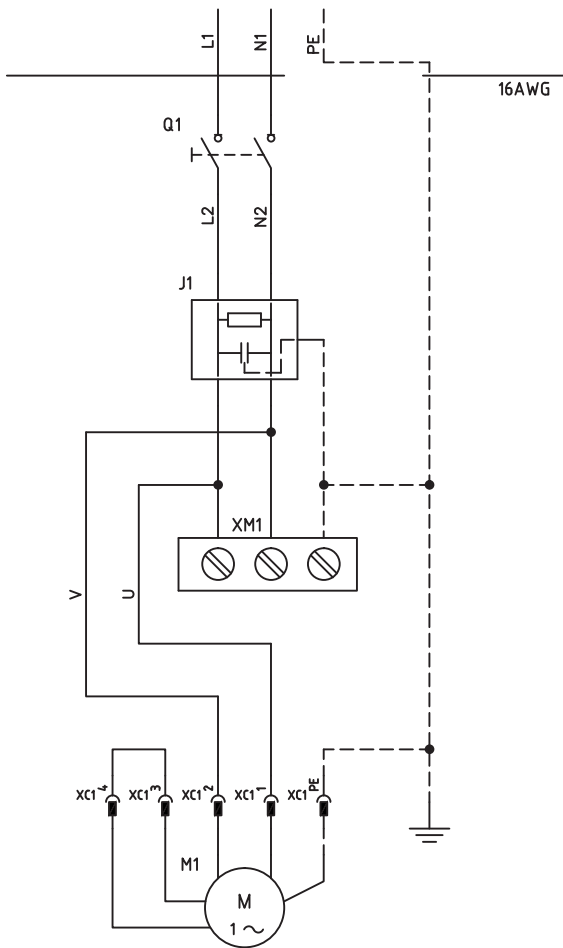 L1 N1 PE
16AWG
Q1
L2 N2
J1
XM1
V U
XC1 4 XC1 3 XC1 2 XC1 1 XC1 PE
M1
M
1~